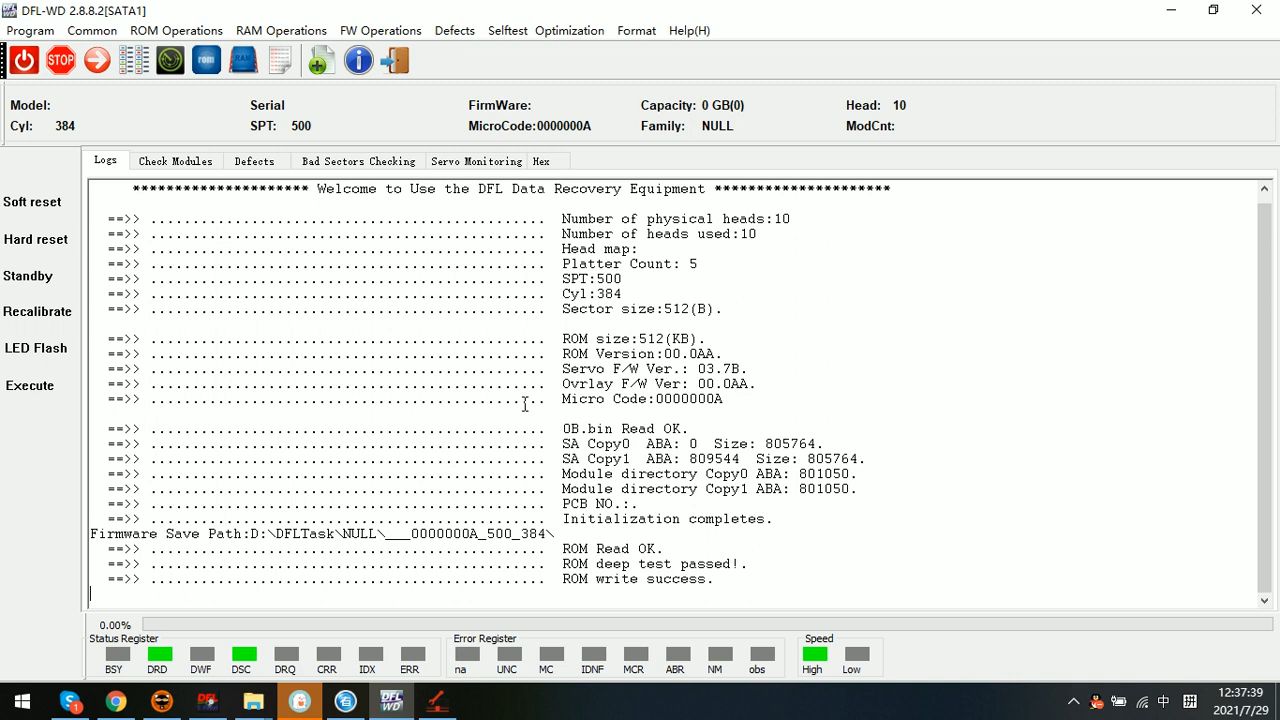 DFL-WD 2.8.8.2[SATA1]
Program Common ROM Operations RAM Operations FW Operations Defects Selftest Optimization Format Help(H)
STOP rom RAM
Model: Serial FirmWare: Capacity: 0 GB(0) Head: 10
Cyl: 384 SPT: 500 MicroCode:0000000A Family: NULL ModCnt:
Logs Check Modules Defects Bad Sectors Checking Servo Monitoring Hex
Soft reset
Hard reset
Standby
Recalibrate
LED Flash
Execute
********************* Welcome to Use the DFL Data Recovery Equipment *********************
==>> ............................................... Number of physical heads:10
==>> ............................................... Number of heads used:10
==>> ............................................... Head map:
==>> ............................................... Platter Count: 5
==>> ............................................... SPT:500
==>> ............................................... Cyl:384
==>> ............................................... Sector size:512(B).
==>> ............................................... ROM size:512(KB).
==>> ............................................... ROM Version:00.0AA.
==>> ............................................... Servo F/W Ver.: 03.7B.
==>> ............................................... Ovrlay F/W Ver: 00.0AA.
==>> ............................................... Micro Code:0000000A
==>> ............................................... 0B.bin Read OK.
==>> ............................................... SA Copy0 ABA: 0 Size: 805764.
==>> ............................................... SA Copy1 ABA: 809544 Size: 805764.
==>> ............................................... Module directory Copy0 ABA: 801050.
==>> ............................................... Module directory Copy1 ABA: 801050.
==>> ............................................... PCB NO.:.
==>> ............................................... Initialization completes.
Firmware Save Path:D:\DFLTask\NULL\___0000000A_500_384\
==>> ............................................... ROM Read OK.
==>> ............................................... ROM deep test passed!.
==>> ............................................... ROM write success.
0.00%
Status Register Error Register Speed
BSY DRD DWF DSC DRQ CRR IDX ERR na UNC MC IDNF MCR ABR NM obs High Low
DFL WD
中 拼
12:37:39
2021/7/29